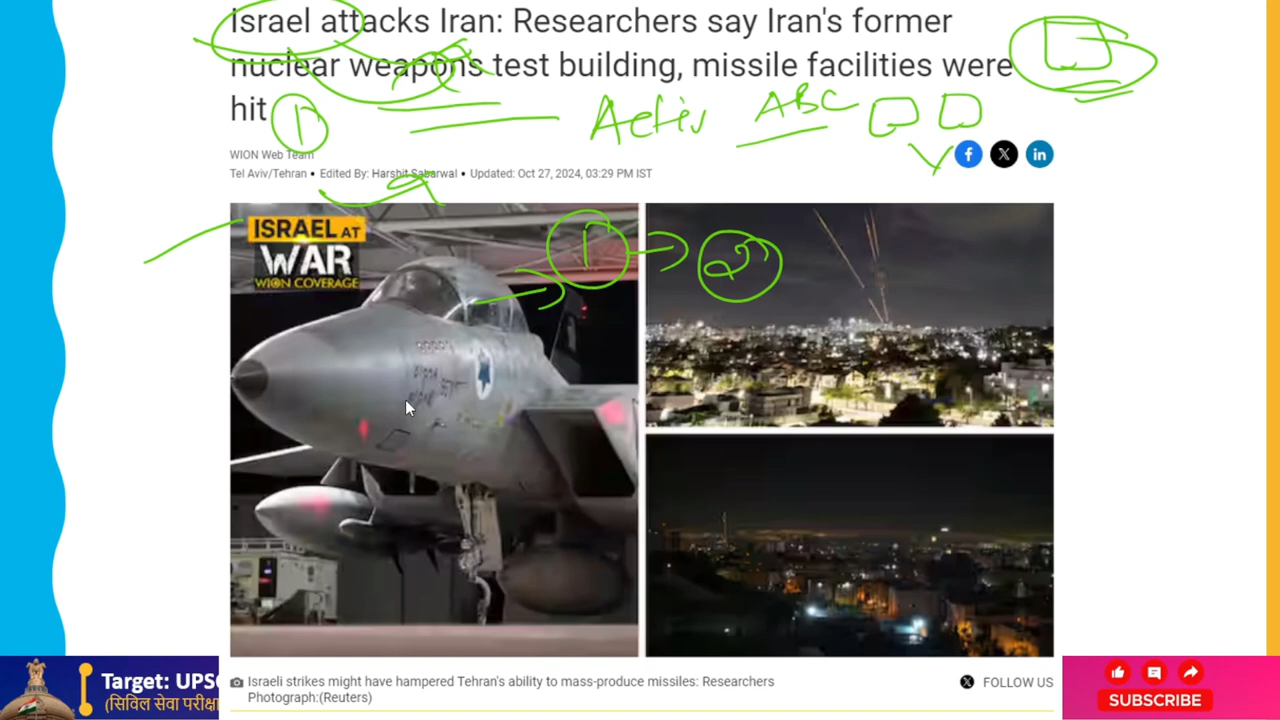 Israel attacks Iran: Researchers say Iran's former
nuclear weapons test building, missile facilities were
hit
ABC
WION Web Team
Tel Aviv/Tehran • Edited By: Harshit Sabarwal • Updated: Oct 27, 2024, 03:29 PM IST
ISRAEL AT
WAR
WION COVERAGE
Target: UPS
(सिविल सेवा परीक्षा
Israeli strikes might have hampered Tehran's ability to mass-produce missiles: Researchers
Photograph:(Reuters)
FOLLOW US
SUBSCRIBE